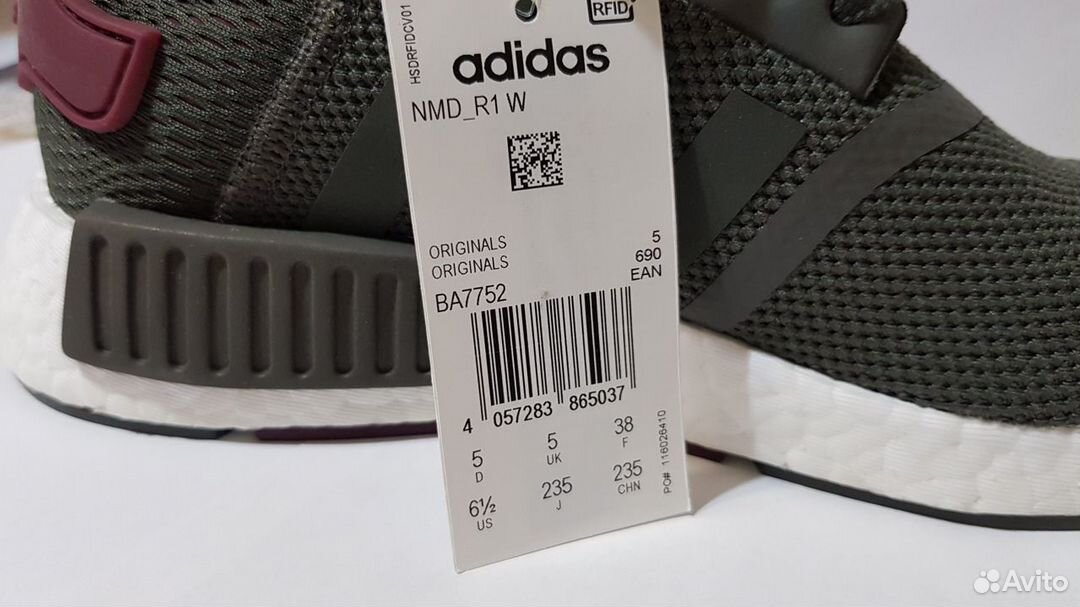 RFID
HSDRFIDCV01
adidas
NMD_R1 W
ORIGINALS 5
ORIGINALS 690
EAN
BA7752
4 057283 865037
5 5 38
D UK F
6½ 235 235
US J CHN
PO# 116026410
Avito